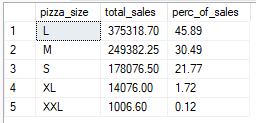 pizza_size total_sales perc_of_sales
1 L 375318.70 45.89
2 M 249382.25 30.49
3 S 178076.50 21.77
4 XL 14076.00 1.72
5 XXL 1006.60 0.12